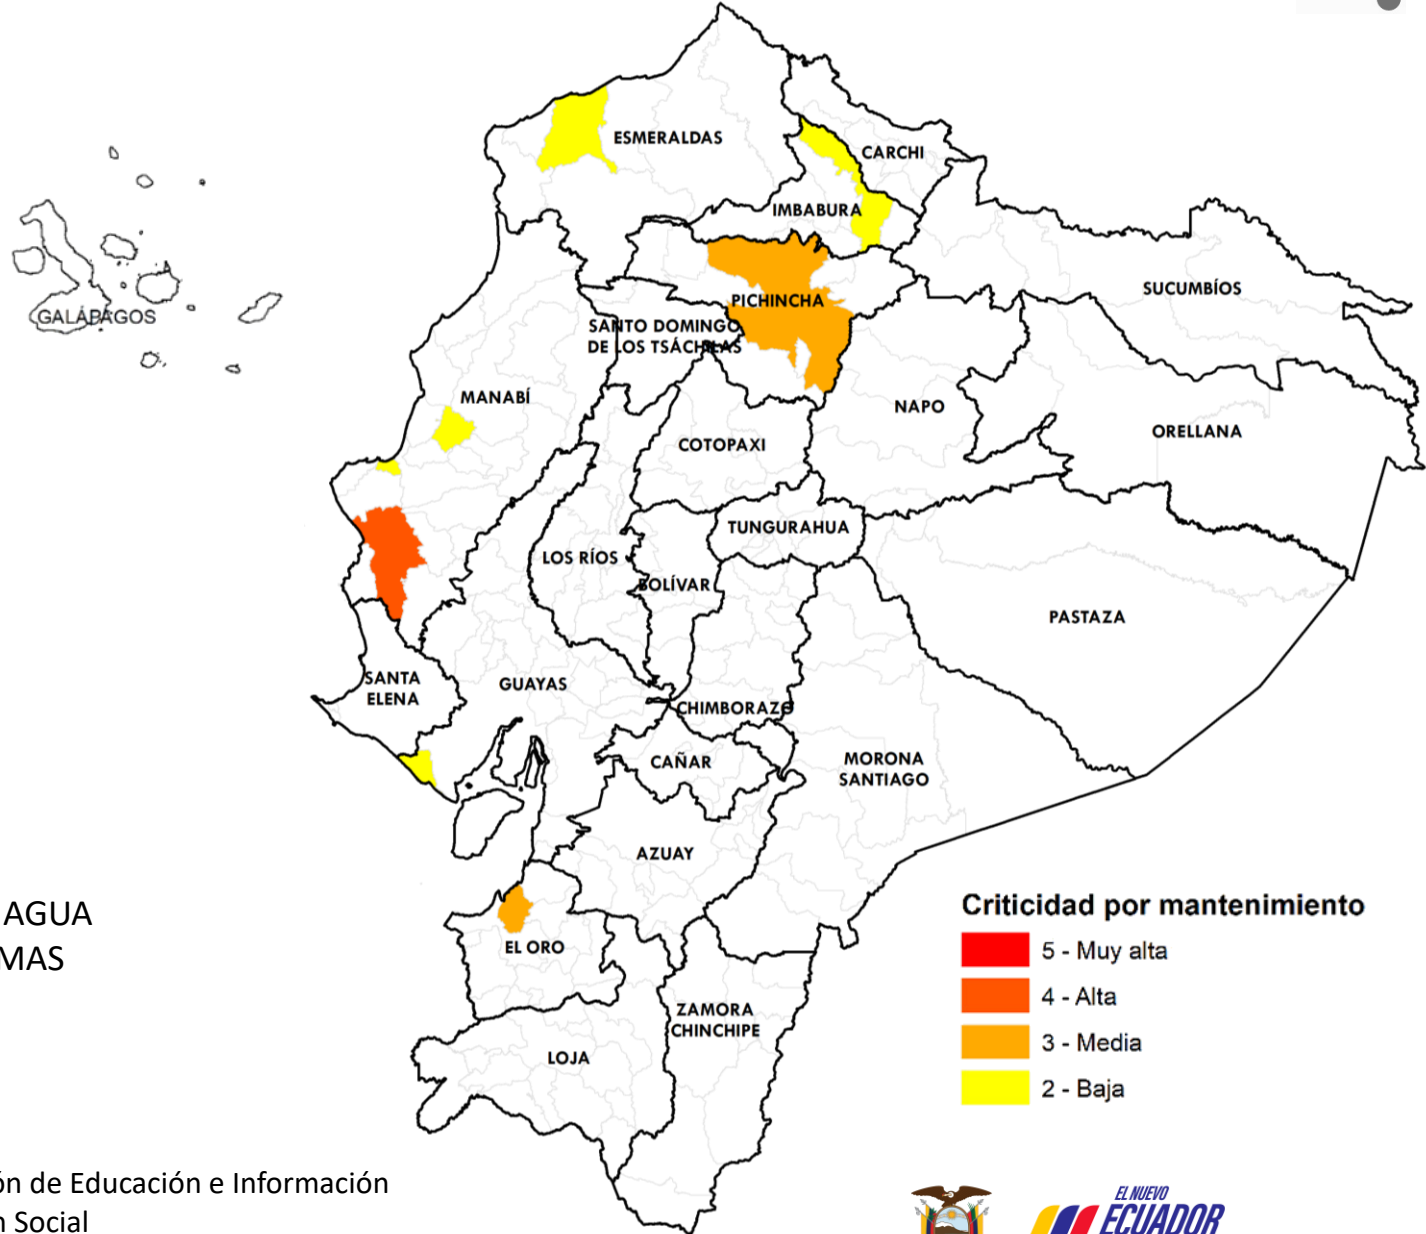 ESMERALDAS
CARCHI
IMBABURA
SUCUMBÍOS
PICHINCHA
GALÁPAGOS
SANTO DOMINGO
DE LOS TSÁCHILAS
MANABÍ
NAPO
ORELLANA
COTOPAXI
TUNGURAHUA
LOS RÍOS
BOLÍVAR
PASTAZA
SANTA
ELENA
GUAYAS
CHIMBORAZO
CAÑAR
MORONA
SANTIAGO
AZUAY
EL ORO
ZAMORA
CHINCHIPE
LOJA
AGUA
MAS
Criticidad por mantenimiento
5 - Muy alta
4 - Alta
3 - Media
2 - Baja
ón de Educación e Información
n Social
EL NUEVO
ECUADOR